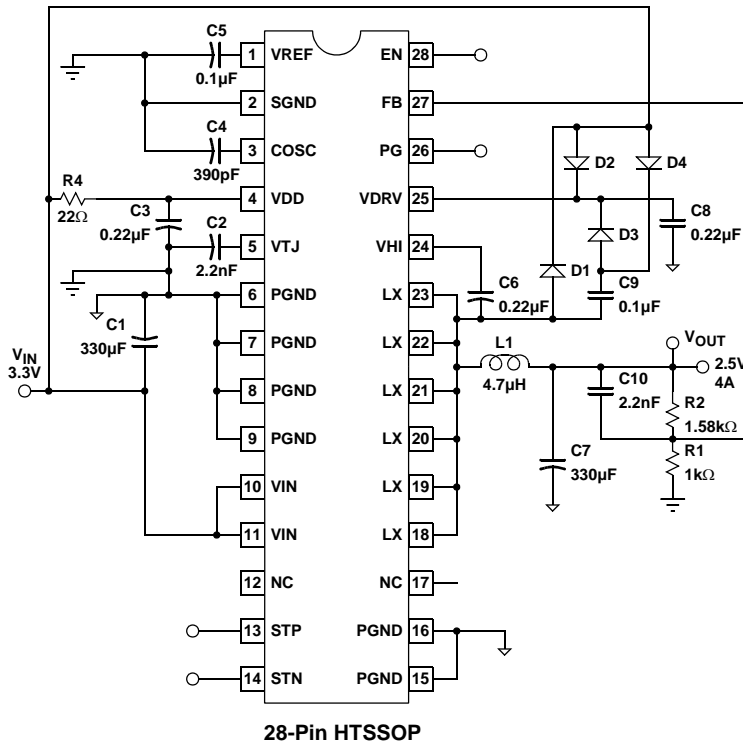 C5
0.1µF
1 VREF
EN 28
2 SGND
FB 27
C4
390pF
3 COSC
PG 26
D2
D4
R4
22Ω
C3
0.22µF
4 VDD
VDRV 25
C2
2.2nF
5 VTJ
VHI 24
D3
C8
0.22µF
D1
6 PGND
LX 23
C6
0.22µF
C9
0.1µF
C1
330µF
7 PGND
LX 22
VIN
3.3V
L1
4.7µH
VOUT
2.5V
4A
8 PGND
LX 21
C10
2.2nF
R2
1.58kΩ
9 PGND
LX 20
C7
330µF
R1
1kΩ
10 VIN
LX 19
11 VIN
LX 18
12 NC
NC 17
13 STP
PGND 16
14 STN
PGND 15
28-Pin HTSSOP